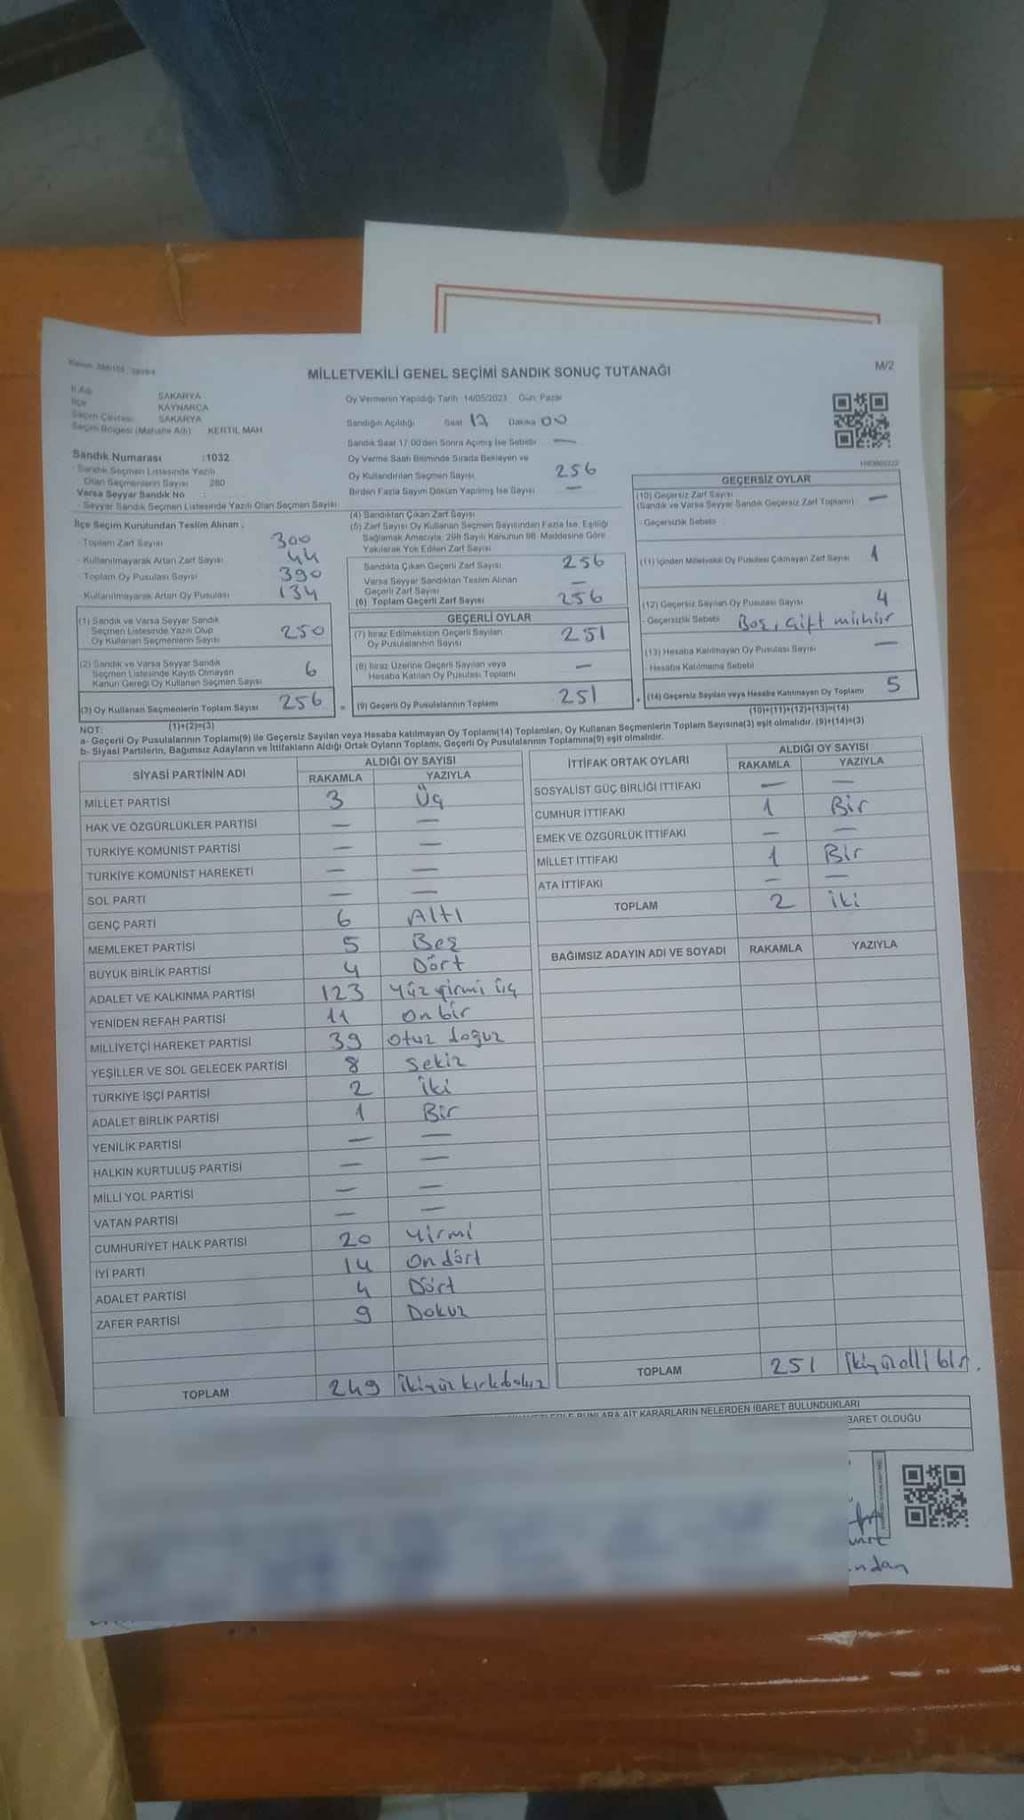 MİLLETVEKİLİ GENEL SEÇİMİ SANDIK SONUÇ TUTANAĞI
M/2
İlçe
SAKARYA
KAYNARCA
SAKARYA
Seçim Bölgesi (Mahalle Adı) KERTİL MAH
Sandık Numarası :1032
Sandık Seçmen Listesinde Yazılı
Olan Seçmenlerin Sayısı 280
Varsa Seyyar Sandık No :
Seyyar Sandık Seçmen Listesinde Yazılı Olan Seçmen Sayısı:
İlçe Seçim Kurulundan Teslim Alınan :
Toplam Zarf Sayısı 300
Kullanılmayarak Artan Zarf Sayısı 44
Toplam Oy Pusulası Sayısı 390
Kullanılmayarak Artan Oy Pusulası 134
(1) Sandık ve Varsa Seyyar Sandık
Seçmen Listesinde Yazılı Olup
Oy Kullanan Seçmenlerin Sayısı 250
(2) Sandık ve Varsa Seyyar Sandık
Seçmen Listesinde Kayıtlı Olmayan
Kanun Gereği Oy Kullanan Seçmen Sayısı 6
(3) Oy Kullanan Seçmenlerin Toplam Sayısı 256
(1)+(2)=(3)
Oy Vermenin Yapıldığı Tarih 14/05/2023 Gün: Pazar
Sandığın Açıldığı Saat 17 Dakika 00
Sandık Saat 17.00'den Sonra Açılmış İse Sebebi —
Oy Verme Saati Bitiminde Sırada Bekleyen ve
Oy Kullandırılan Seçmen Sayısı 256
Birden Fazla Sayım Döküm Yapılmış İse Sayısı —
(4) Sandıktan Çıkan Zarf Sayısı
(5) Zarf Sayısı Oy Kullanan Seçmen Sayısından Fazla İse, Eşitliği
Sağlamak Amacıyla, 298 Sayılı Kanunun 98. Maddesine Göre
Yakılarak Yok Edilen Zarf Sayısı
Sandıkta Çıkan Geçerli Zarf Sayısı 256
Varsa Seyyar Sandıktan Teslim Alınan
Geçerli Zarf Sayısı —
(6) Toplam Geçerli Zarf Sayısı 256
GEÇERLİ OYLAR
(7) İtiraz Edilmeksizin Geçerli Sayılan
Oy Pusulalarının Sayısı 251
(8) İtiraz Üzerine Geçerli Sayılan veya
Hesaba Katılan Oy Pusulası Toplamı —
(9) Geçerli Oy Pusulalarının Toplamı 251
GEÇERSİZ OYLAR
(10) Geçersiz Zarf Sayısı
(Sandık ve Varsa Seyyar Sandık Geçersiz Zarf Toplamı) —
- Geçersizlik Sebebi
(11) İçinden Milletvekili Oy Pusulası Çıkmayan Zarf Sayısı 1
(12) Geçersiz Sayılan Oy Pusulası Sayısı 4
- Geçersizlik Sebebi Boş, Çift mühür
(13) Hesaba Katılmayan Oy Pusulası Sayısı —
Hesaba Katılmama Sebebi
(14) Geçersiz Sayılan veya Hesaba Katılmayan Oy Toplamı 5
(10)+(11)+(12)+(13)=(14)
NOT:
a- Geçerli Oy Pusulalarının Toplamı(9) ile Geçersiz Sayılan veya Hesaba katılmayan Oy Toplamı(14) Toplamları, Oy Kullanan Seçmenlerin Toplam Sayısına(3) eşit olmalıdır. (9)+(14)=(3)
b- Siyasi Partilerin, Bağımsız Adayların ve İttifakların Aldığı Ortak Oyların Toplamı, Geçerli Oy Pusulalarının Toplamına(9) eşit olmalıdır.
SİYASİ PARTİNİN ADI ALDIĞI OY SAYISI
RAKAMLA YAZIYLA
MİLLET PARTİSİ 3 Üç
HAK VE ÖZGÜRLÜKLER PARTİSİ — —
TÜRKİYE KOMÜNİST PARTİSİ — —
TÜRKİYE KOMÜNİST HAREKETİ — —
SOL PARTİ — —
GENÇ PARTİ 6 Altı
MEMLEKET PARTİSİ 5 Beş
BÜYÜK BİRLİK PARTİSİ 4 Dört
ADALET VE KALKINMA PARTİSİ 123 Yüz yirmi üç
YENİDEN REFAH PARTİSİ 11 On bir
MİLLİYETÇİ HAREKET PARTİSİ 39 Otuz doguz
YEŞİLLER VE SOL GELECEK PARTİSİ 8 Sekiz
TÜRKİYE İŞÇİ PARTİSİ 2 İki
ADALET BİRLİK PARTİSİ 1 Bir
YENİLİK PARTİSİ — —
HALKIN KURTULUŞ PARTİSİ — —
MİLLİ YOL PARTİSİ — —
VATAN PARTİSİ — —
CUMHURİYET HALK PARTİSİ 20 Yirmi
İYİ PARTİ 14 On dört
ADALET PARTİSİ 4 Dört
ZAFER PARTİSİ 9 Dokuz
TOPLAM 249 İkiyüz kırkdokuz
İTTİFAK ORTAK OYLARI ALDIĞI OY SAYISI
RAKAMLA YAZIYLA
SOSYALİST GÜÇ BİRLİĞİ İTTİFAKI — —
CUMHUR İTTİFAKI 1 Bir
EMEK VE ÖZGÜRLÜK İTTİFAKI — —
MİLLET İTTİFAKI 1 Bir
ATA İTTİFAKI — —
TOPLAM 2 İki
BAĞIMSIZ ADAYIN ADI VE SOYADI RAKAMLA YAZIYLA
TOPLAM 251 İkiyüzelli bir.
BUNLARA AİT KARARLARIN NELERDEN İBARET BULUNDUKLARI
BARET OLDUĞU